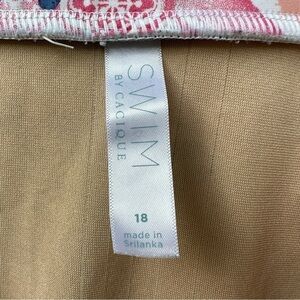 SWIM
BY CACIQUE
18
made in
Srilanka